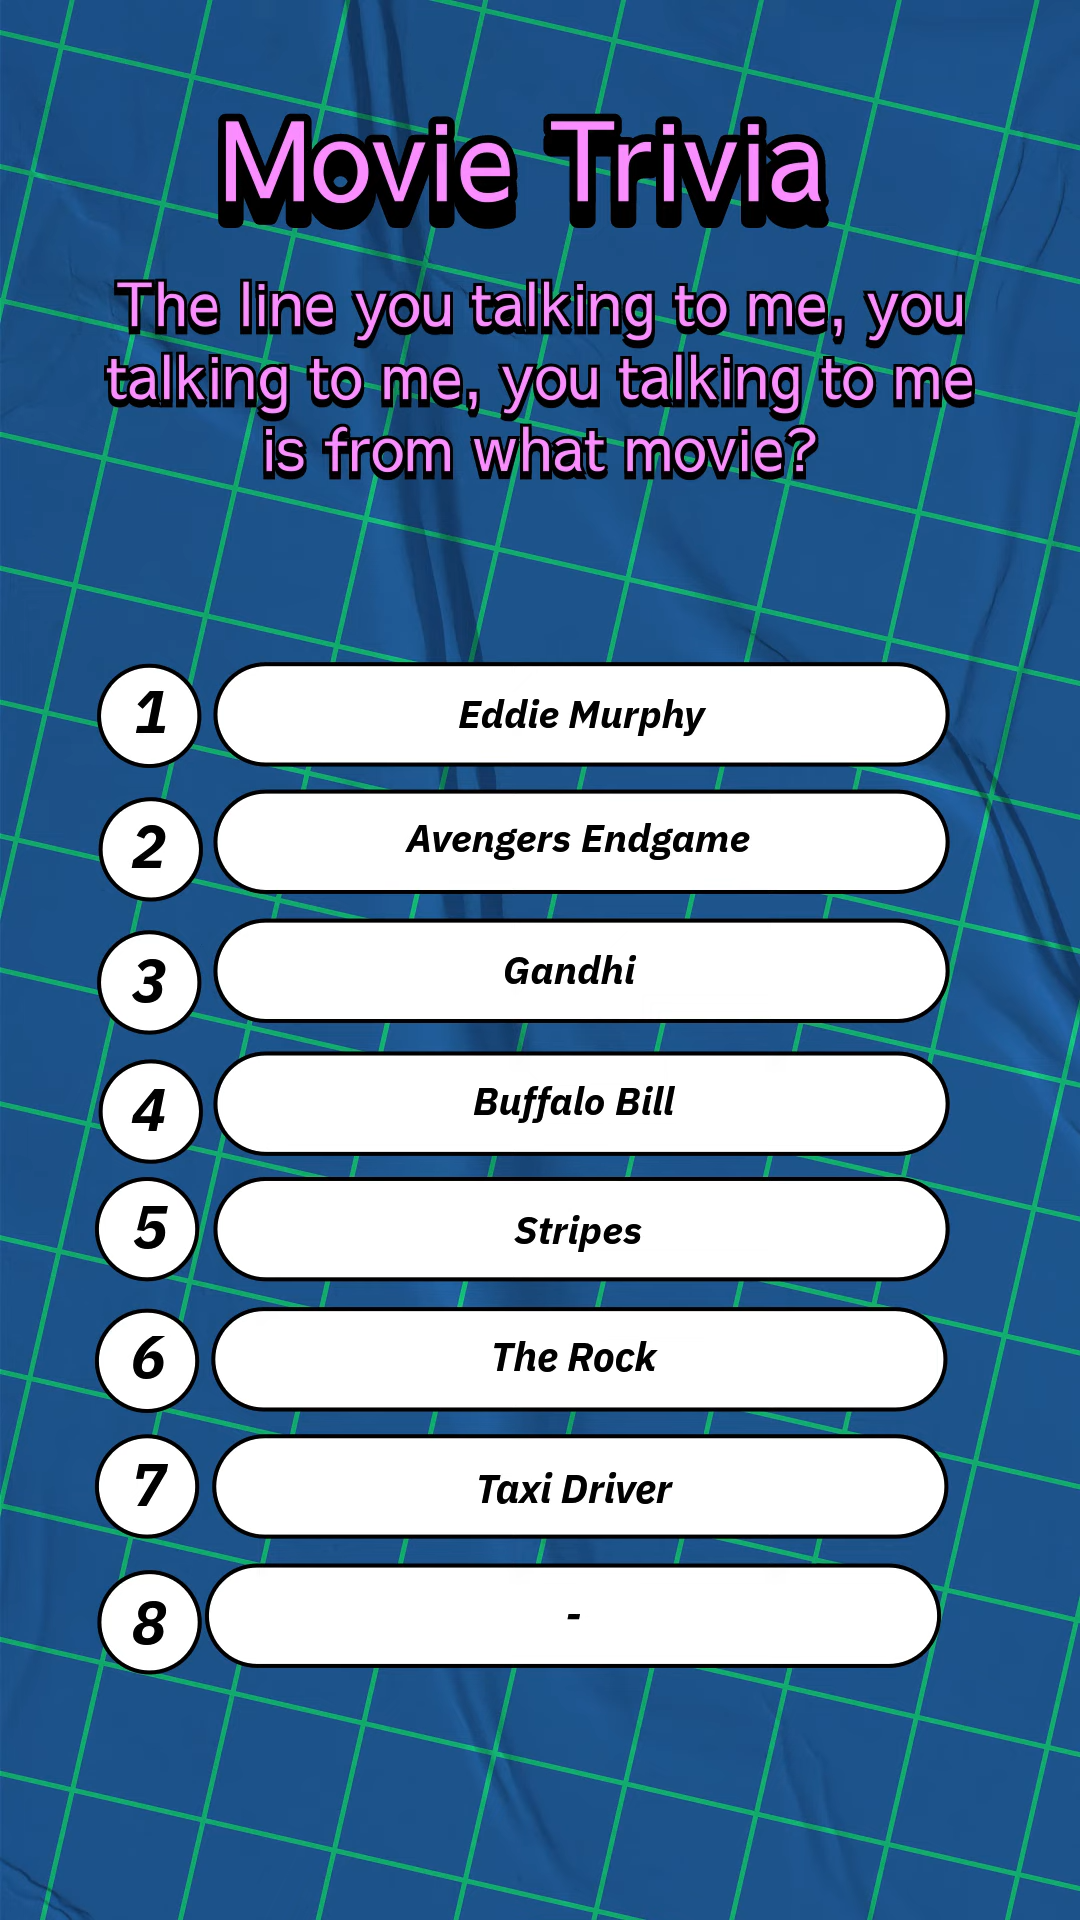 Movie Trivia
The line you talking to me, you
talking to me, you talking to me
is from what movie?
1 Eddie Murphy
2 Avengers Endgame
3 Gandhi
4 Buffalo Bill
5 Stripes
6 The Rock
7 Taxi Driver
8 -